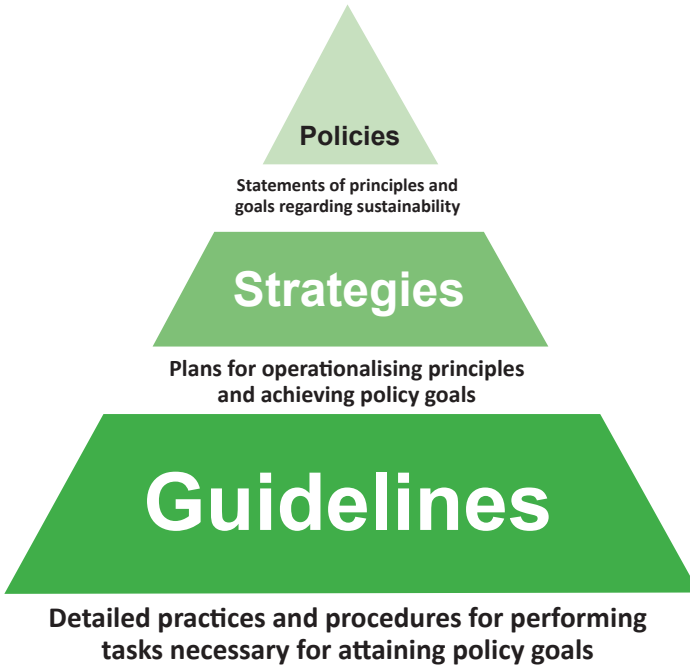 Policies
Statements of principles and
goals regarding sustainability
Strategies
Plans for operationalising principles
and achieving policy goals
Guidelines
Detailed practices and procedures for performing
tasks necessary for attaining policy goals